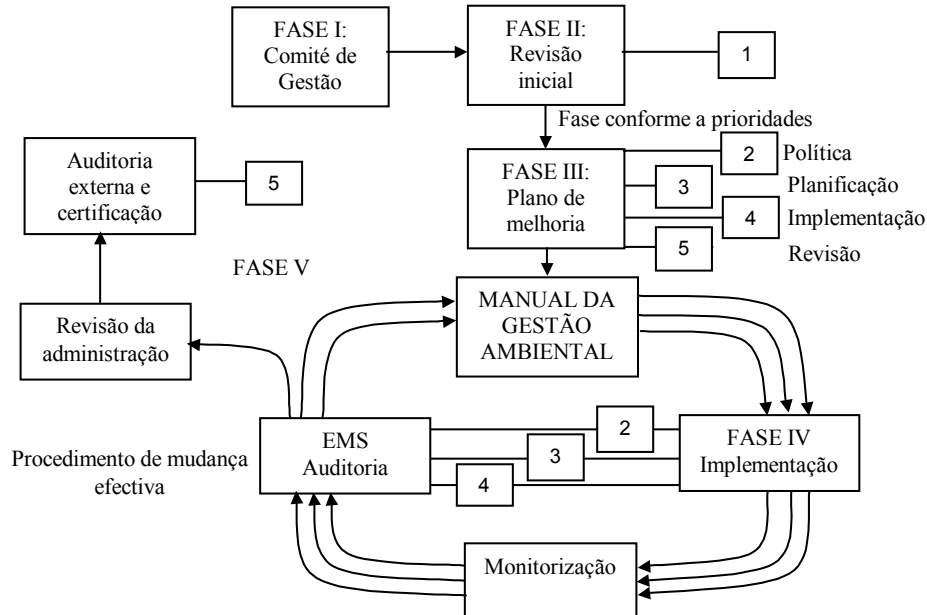 FASE I:
Comité de
Gestão
FASE II:
Revisão
inicial
1
Fase conforme a prioridades
Auditoria
externa e
certificação
5
FASE III:
Plano de
melhoria
2
Política
3
Planificação
4
Implementação
5
Revisão
FASE V
MANUAL DA
GESTÃO
AMBIENTAL
Revisão da
administração
EMS
Auditoria
2
3
4
FASE IV
Implementação
Procedimento de mudança
efectiva
Monitorização